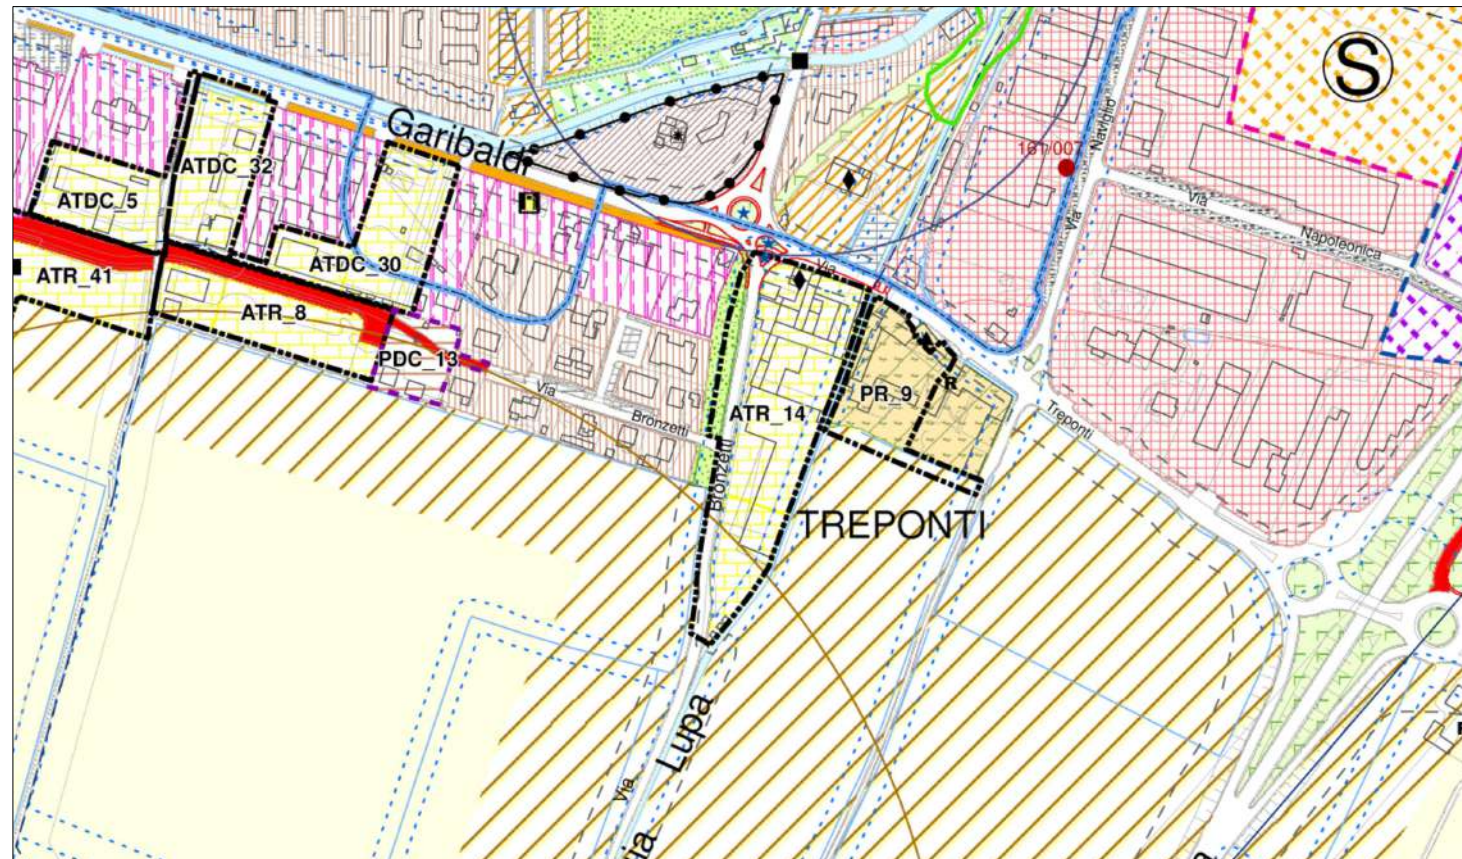 S
Garibaldi
161/007
Naviglio
Via
ATDC_32
ATDC_5
Via
Napoleonica
ATDC_30
Via
ATR_41
ATR_8
PDC_13
Via
Bronzetti
ATR_14
PR_9
R
Treponti
Bronzetti
TREPONTI
Lupa
Via